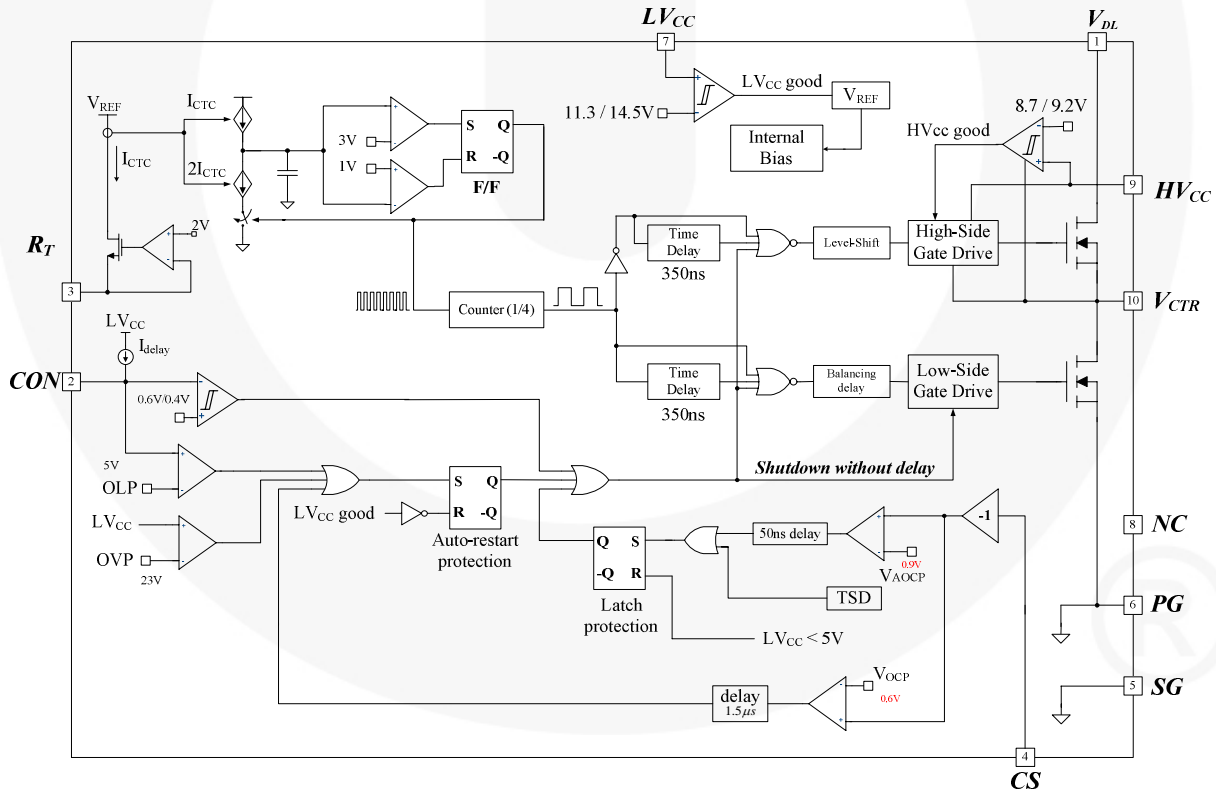 LVCC
VDL
7
1
VREF
ICTC
ICTC
2ICTC
3V
1V
+
-
+
-
S
Q
R
-Q
F/F
+
-
LVCC good
11.3 / 14.5V
VREF
Internal
Bias
8.7 / 9.2V
HVcc good
-
+
9
HVCC
2V
+
-
RT
3
Time
Delay
350ns
Level-Shift
High-Side
Gate Drive
Counter (1/4)
10
VCTR
LVCC
Idelay
CON
2
0.6V/0.4V
-
+
Time
Delay
350ns
Balancing
delay
Low-Side
Gate Drive
5V
OLP
+
-
LVCC
OVP
23V
+
-
S
Q
R
-Q
LVCC good
Auto-restart
protection
Shutdown without delay
Q
S
-Q
R
Latch
protection
50ns delay
+
-
0.9V
VAOCP
-1
TSD
LVCC < 5V
8
NC
6
PG
5
SG
delay
1.5μs
VOCP
0.6V
-
+
4
CS
®